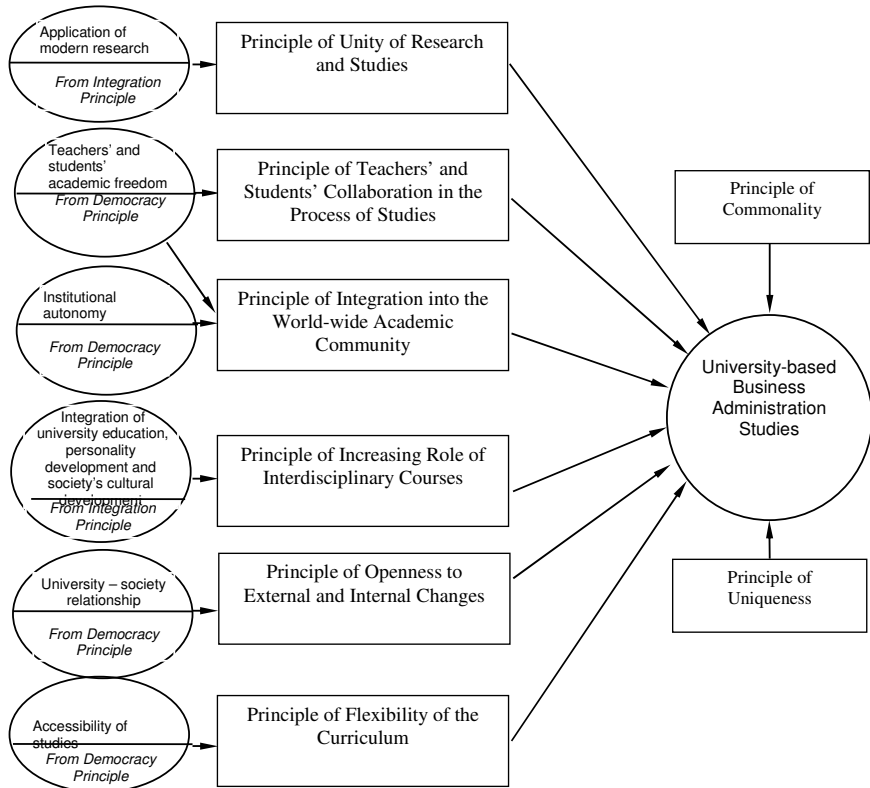 Application of
modern research
From Integration
Principle
Principle of Unity of Research
and Studies
Teachers' and
students'
academic freedom
From Democracy
Principle
Principle of Teachers' and
Students' Collaboration in the
Process of Studies
Institutional
autonomy
From Democracy
Principle
Principle of Integration into the
World-wide Academic
Community
Integration of
university education,
personality
development and
society's cultural
development
From Integration
Principle
Principle of Increasing Role of
Interdisciplinary Courses
University – society
relationship
From Democracy
Principle
Principle of Openness to
External and Internal Changes
Accessibility of
studies
From Democracy
Principle
Principle of Flexibility of the
Curriculum
Principle of
Commonality
University-based
Business
Administration
Studies
Principle of
Uniqueness